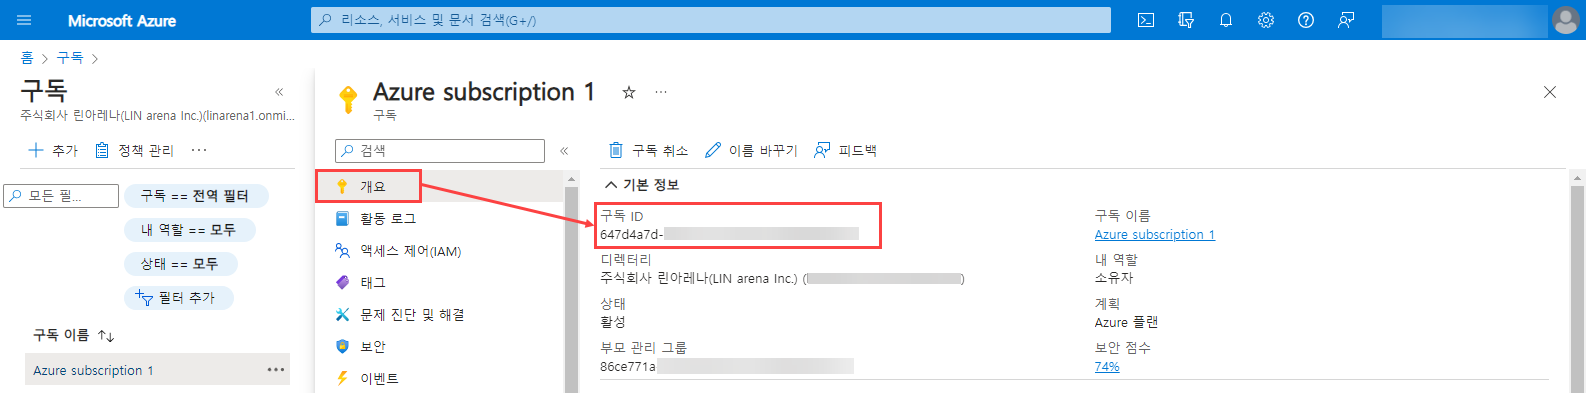 Microsoft Azure
리소스, 서비스 및 문서 검색(G+/)
홈 > 구독 >
구독
«
주식회사 린아레나(LIN arena Inc.)(linarena1.onmi...
+ 추가
정책 관리
...
모든 필...
구독 == 전역 필터
내 역할 == 모두
상태 == 모두
필터 추가
구독 이름 ↑↓
Azure subscription 1
...
Azure subscription 1
...
구독
검색
«
개요
활동 로그
액세스 제어(IAM)
태그
문제 진단 및 해결
보안
이벤트
구독 취소
이름 바꾸기
피드백
기본 정보
구독 ID
647d4a7d-
디렉터리
주식회사 린아레나(LIN arena Inc.) ( )
상태
활성
부모 관리 그룹
86ce771a
구독 이름
Azure subscription 1
내 역할
소유자
계획
Azure 플랜
보안 점수
74%